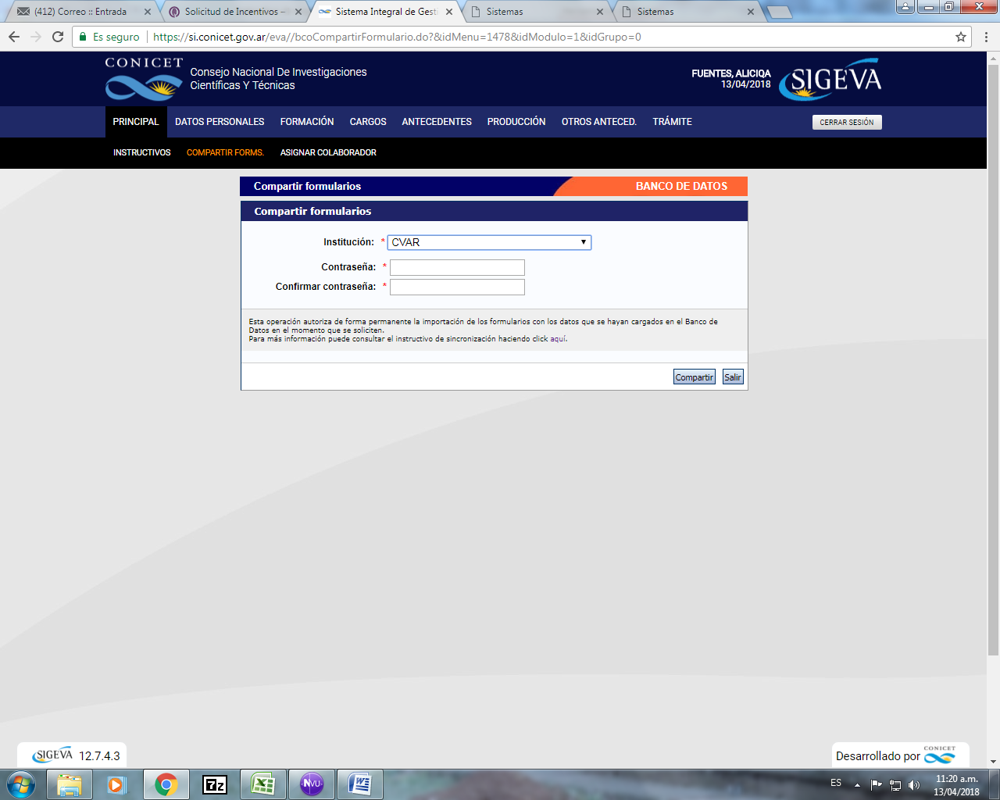 (412) Correo :: Entrada
Solicitud de Incentivos –
Sistema Integral de Gest
Sistemas
Sistemas
Es seguro
https://si.conicet.gov.ar/eva//bcoCompartirFormulario.do?&idMenu=1478&idModulo=1&idGrupo=0
CONICET
Consejo Nacional De Investigaciones
Científicas Y Técnicas
FUENTES, ALICIQA
13/04/2018
SIGEVA
PRINCIPAL DATOS PERSONALES FORMACIÓN CARGOS ANTECEDENTES PRODUCCIÓN OTROS ANTECED. TRÁMITE CERRAR SESIÓN
INSTRUCTIVOS COMPARTIR FORMS. ASIGNAR COLABORADOR
Compartir formularios BANCO DE DATOS
Compartir formularios
Institución: * CVAR
Contraseña: *
Confirmar contraseña: *
Esta operación autoriza de forma permanente la importación de los formularios con los datos que se hayan cargados en el Banco de
Datos en el momento que se soliciten.
Para más información puede consultar el instructivo de sincronización haciendo click aquí.
Compartir Salir
SIGEVA 12.7.4.3
Desarrollado por CONICET
7z
NVU
ES
11:20 a.m.
13/04/2018